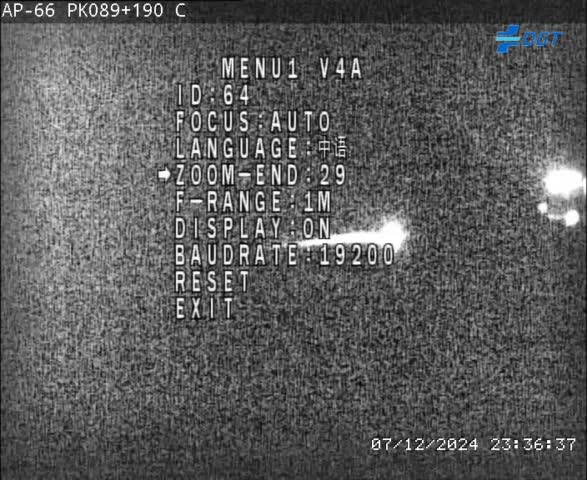 AP-66 PK089+190 C
DGT
MENU1 V4A
ID:64
FOCUS:AUTO
LANGUAGE:中语
ZOOM-END:29
F-RANGE:1M
DISPLAY:ON
BAUDRATE:19200
RESET
EXIT
07/12/2024 23:36:37